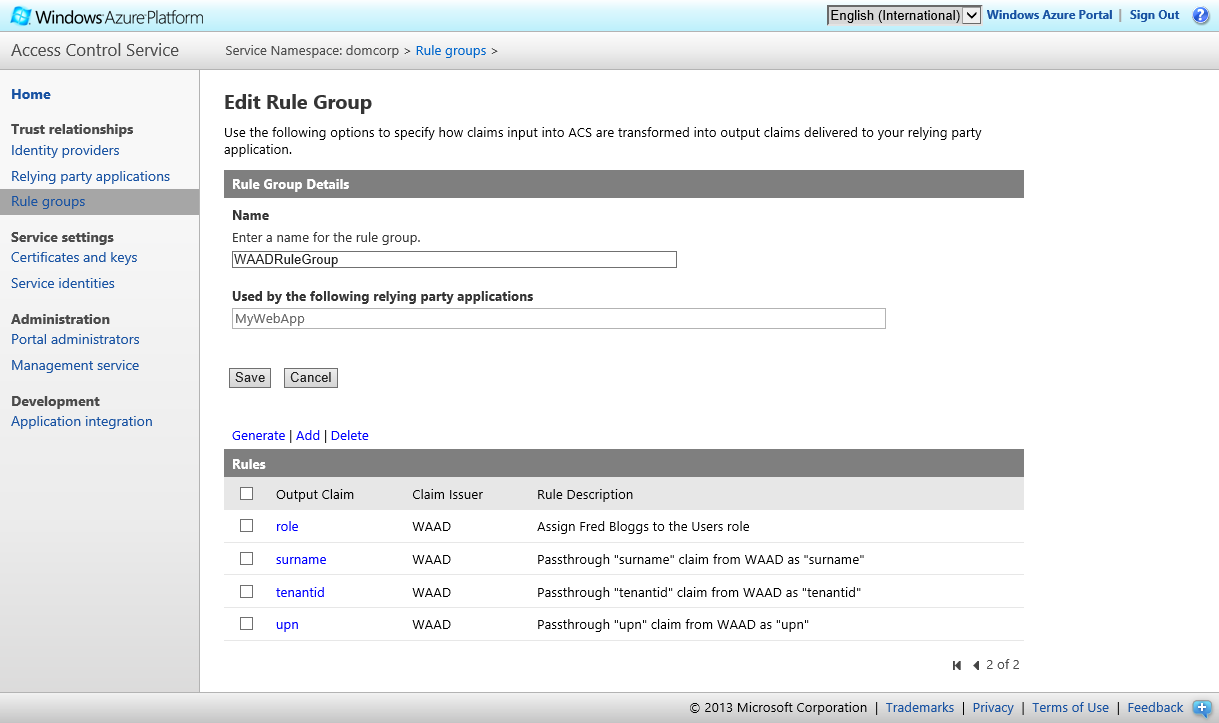 Windows Azure Platform
English (International)
Windows Azure Portal | Sign Out
?
Access Control Service
Service Namespace: domcorp > Rule groups >
Home
Trust relationships
Identity providers
Relying party applications
Rule groups
Service settings
Certificates and keys
Service identities
Administration
Portal administrators
Management service
Development
Application integration
Edit Rule Group
Use the following options to specify how claims input into ACS are transformed into output claims delivered to your relying party
application.
Rule Group Details
Name
Enter a name for the rule group.
WAADRuleGroup
Used by the following relying party applications
MyWebApp
Save Cancel
Generate | Add | Delete
Rules
Output Claim Claim Issuer Rule Description
role WAAD Assign Fred Bloggs to the Users role
surname WAAD Passthrough "surname" claim from WAAD as "surname"
tenantid WAAD Passthrough "tenantid" claim from WAAD as "tenantid"
upn WAAD Passthrough "upn" claim from WAAD as "upn"
2 of 2
© 2013 Microsoft Corporation | Trademarks | Privacy | Terms of Use | Feedback